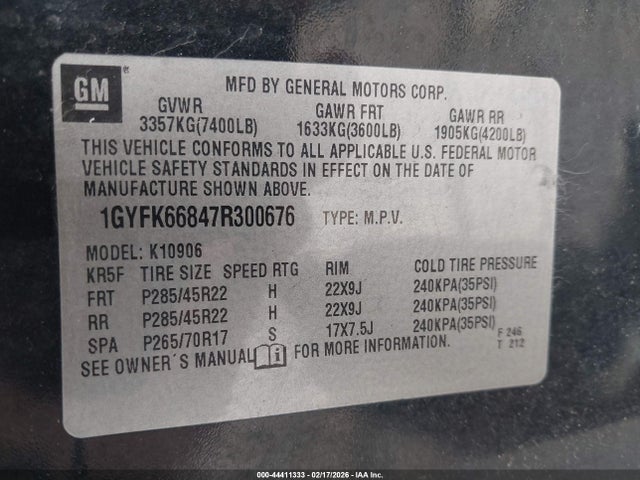 GM
MFD BY GENERAL MOTORS CORP.
GVWR GAWR FRT GAWR RR
3357KG(7400LB) 1633KG(3600LB) 1905KG(4200LB)
THIS VEHICLE CONFORMS TO ALL APPLICABLE U.S. FEDERAL MOTOR
VEHICLE SAFETY STANDARDS IN EFFECT ON THE DATE OF
MANUFACTURE SHOWN ABOVE.
1GYFK66847R300676 TYPE: M.P.V.
MODEL: K10906
KR5F TIRE SIZE SPEED RTG RIM COLD TIRE PRESSURE
FRT P285/45R22 H 22X9J 240KPA(35PSI)
RR P285/45R22 H 22X9J 240KPA(35PSI)
SPA P265/70R17 S 17X7.5J 240KPA(35PSI)
F 246
T 212
SEE OWNER´S MANUAL FOR MORE INFORMATION.
000-44411333 - 02/17/2026 - IAA Inc.